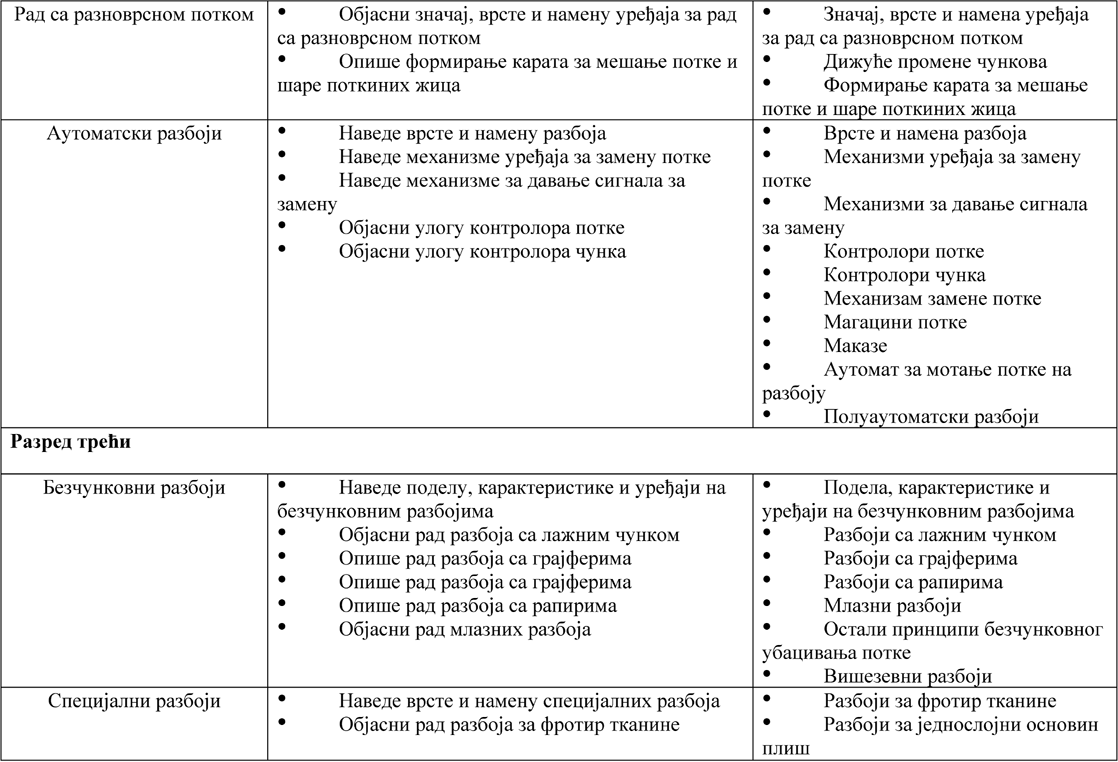 Рад са разноврсном потком
• Објасни значај, врсте и намену уређаја за рад
са разноврсном потком
• Опише формирање карата за мешање потке и
шаре поткиних жица
• Значај, врсте и намена уређаја
за рад са разноврсном потком
• Дижуће промене чункова
• Формирање карата за мешање
потке и шаре поткиних жица
Аутоматски разбоји
• Наведе врсте и намену разбоја
• Наведе механизме уређаја за замену потке
• Наведе механизме за давање сигнала за
замену
• Објасни улогу контролора потке
• Објасни улогу контролора чунка
• Врсте и намена разбоја
• Механизми уређаја за замену
потке
• Механизми за давање сигнала
за замену
• Контролори потке
• Контролори чунка
• Механизам замене потке
• Магацини потке
• Маказе
• Аутомат за мотање потке на
разбоју
• Полуаутоматски разбоји
Разред трећи
Безчунковни разбоји
• Наведе поделу, карактеристике и уређаји на
безчунковним разбојима
• Објасни рад разбоја са лажним чунком
• Опише рад разбоја са грајферима
• Опише рад разбоја са грајферима
• Опише рад разбоја са рапирима
• Објасни рад млазних разбоја
• Подела, карактеристике и
уређаји на безчунковним разбојима
• Разбоји са лажним чунком
• Разбоји са грајферима
• Разбоји са рапирима
• Млазни разбоји
• Остали принципи безчунковног
убацивања потке
• Вишезевни разбоји
Специјални разбоји
• Наведе врсте и намену специјалних разбоја
• Објасни рад разбоја за фротир тканине
• Разбоји за фротир тканине
• Разбоји за једнослојни основин
плиш